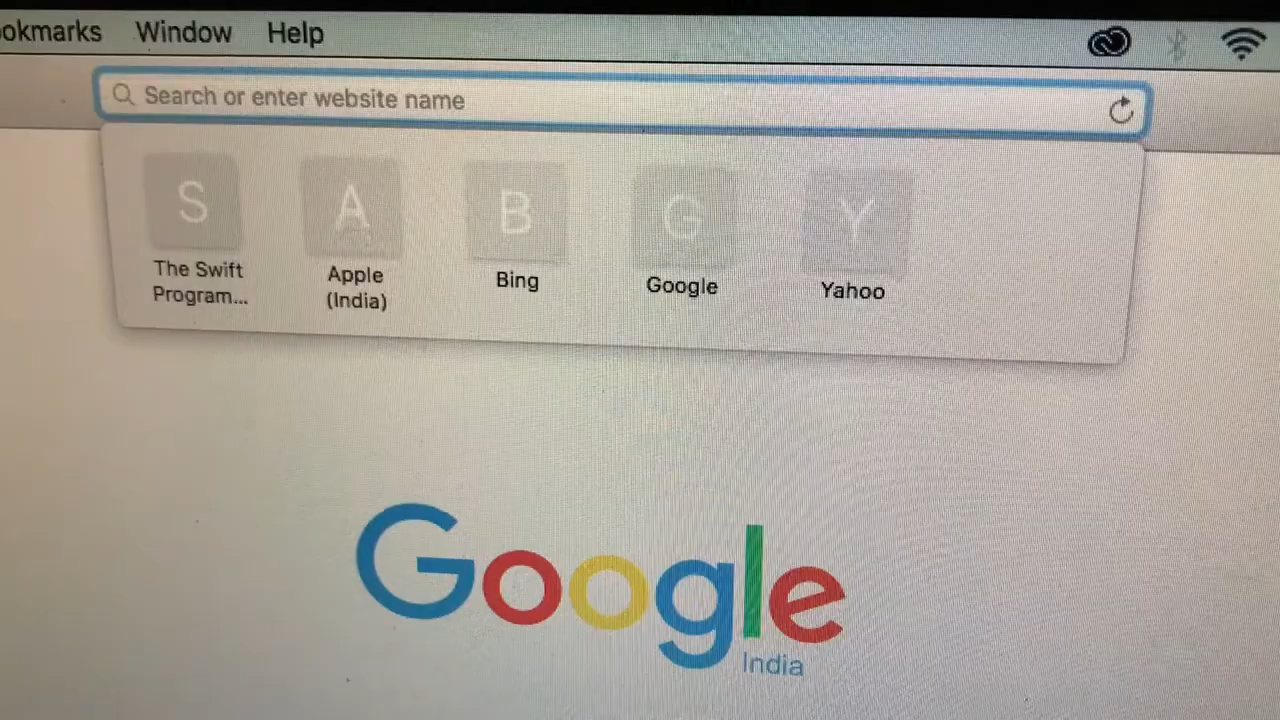 okmarks Window Help
Search or enter website name
S A B G Y
The Swift
Program...
Apple
(India)
Bing
Google
Yahoo
Google
India